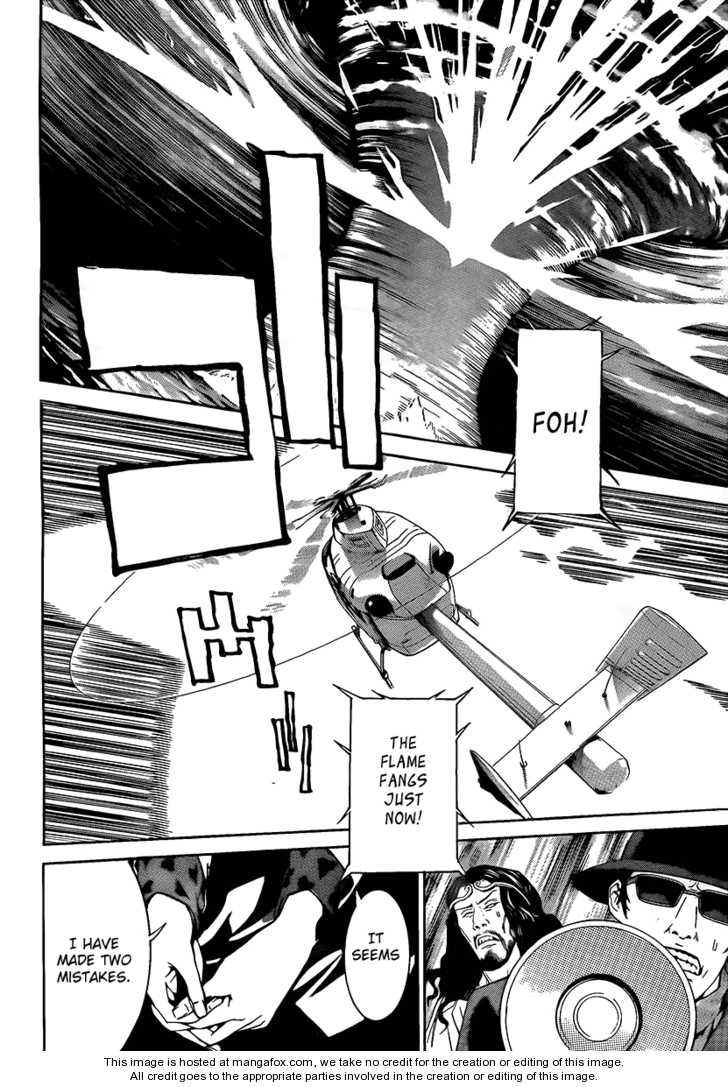 FOH!
THE
FLAME
FANGS
JUST
NOW!
IT
SEEMS
I HAVE
MADE TWO
MISTAKES.
This image is hosted at mangafox.com, we take no credit for the creation or editing of this image.
All credit goes to the appropriate parties involved in the creation or editing of this image.